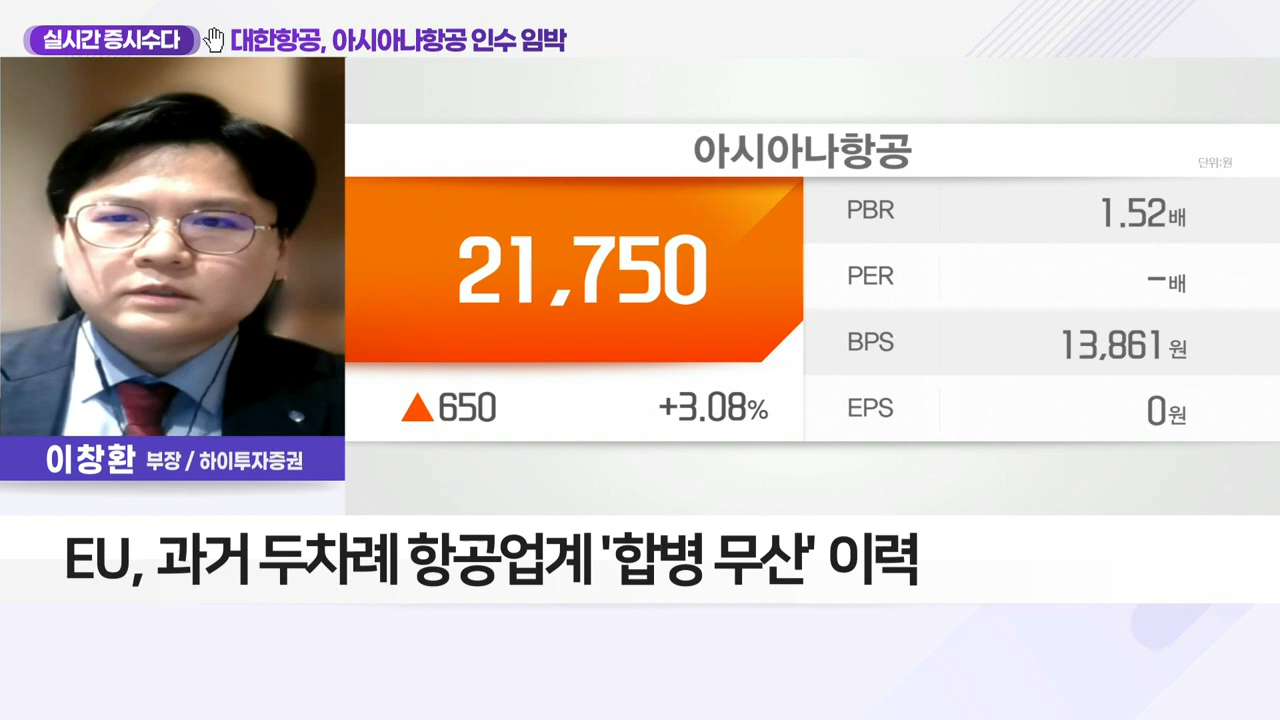 실시간 증시수다 대한항공, 아시아나항공 인수 임박
아시아나항공
단위:원
21,750
▲650 +3.08%
PBR 1.52배
PER -배
BPS 13,861원
EPS 0원
이창환 부장 / 하이투자증권
EU, 과거 두차례 항공업계 '합병 무산' 이력